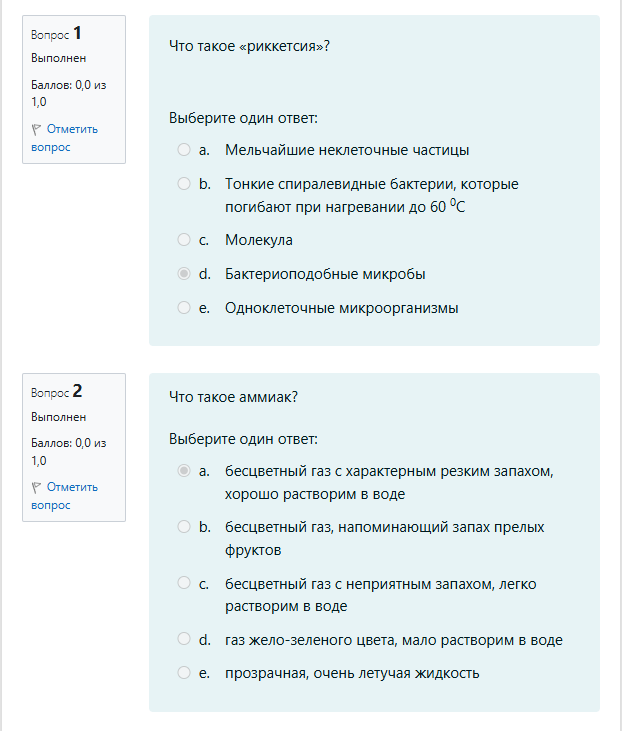 Вопрос 1
Выполнен
Баллов: 0,0 из
1,0
Отметить
вопрос
Что такое «риккетсия»?
Выберите один ответ:
a. Мельчайшие неклеточные частицы
b. Тонкие спиралевидные бактерии, которые
погибают при нагревании до 60 ⁰С
c. Молекула
d. Бактериоподобные микробы
e. Одноклеточные микроорганизмы
Вопрос 2
Выполнен
Баллов: 0,0 из
1,0
Отметить
вопрос
Что такое аммиак?
Выберите один ответ:
a. бесцветный газ с характерным резким запахом,
хорошо растворим в воде
b. бесцветный газ, напоминающий запах прелых
фруктов
c. бесцветный газ с неприятным запахом, легко
растворим в воде
d. газ жело-зеленого цвета, мало растворим в воде
e. прозрачная, очень летучая жидкость